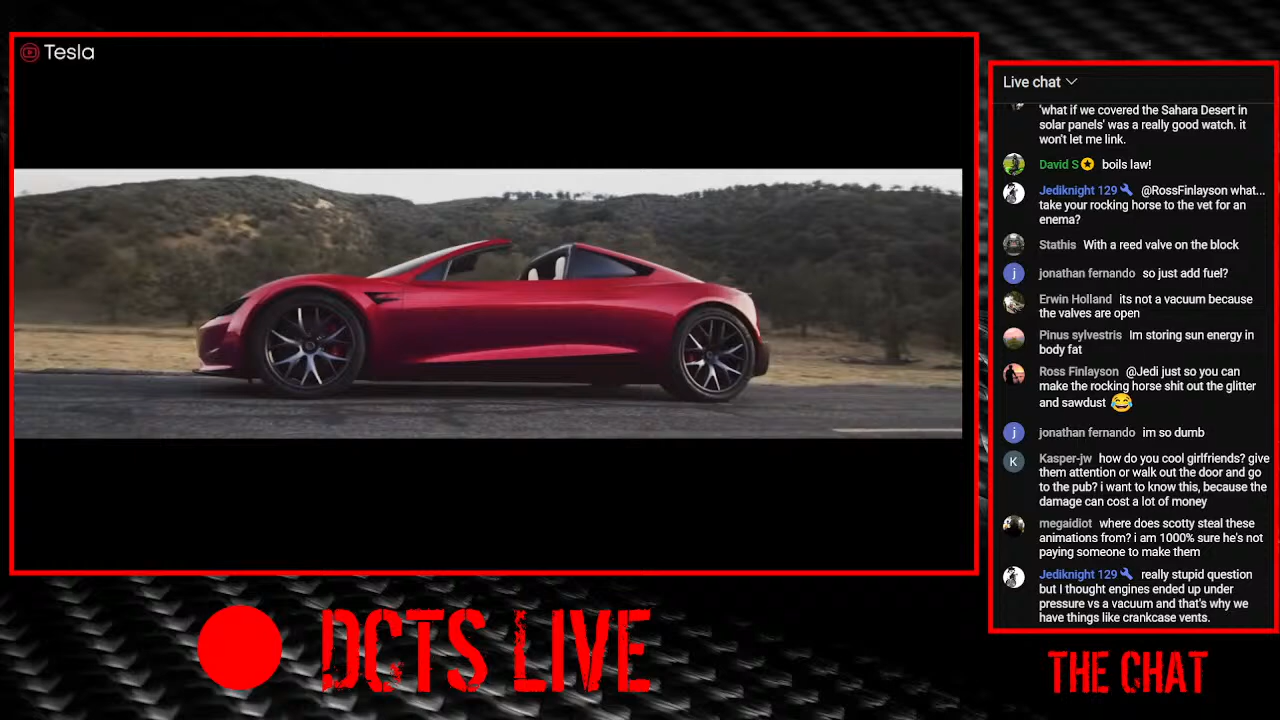 Tesla
Live chat
'what if we covered the Sahara Desert in
solar panels' was a really good watch. it
won't let me link.
David S boils law!
Jediknight 129 @RossFinlayson what...
take your rocking horse to the vet for an
enema?
Stathis With a reed valve on the block
j jonathan fernando so just add fuel?
Erwin Holland its not a vacuum because
the valves are open
Pinus sylvestris Im storing sun energy in
body fat
Ross Finlayson @Jedi just so you can
make the rocking horse shit out the glitter
and sawdust 😂
j jonathan fernando im so dumb
K Kasper-jw how do you cool girlfriends? give
them attention or walk out the door and go
to the pub? i want to know this, because the
damage can cost a lot of money
megaidiot where does scotty steal these
animations from? i am 1000% sure he's not
paying someone to make them
Jediknight 129 really stupid question
but I thought engines ended up under
pressure vs a vacuum and that's why we
have things like crankcase vents.
DCTS LIVE
THE CHAT